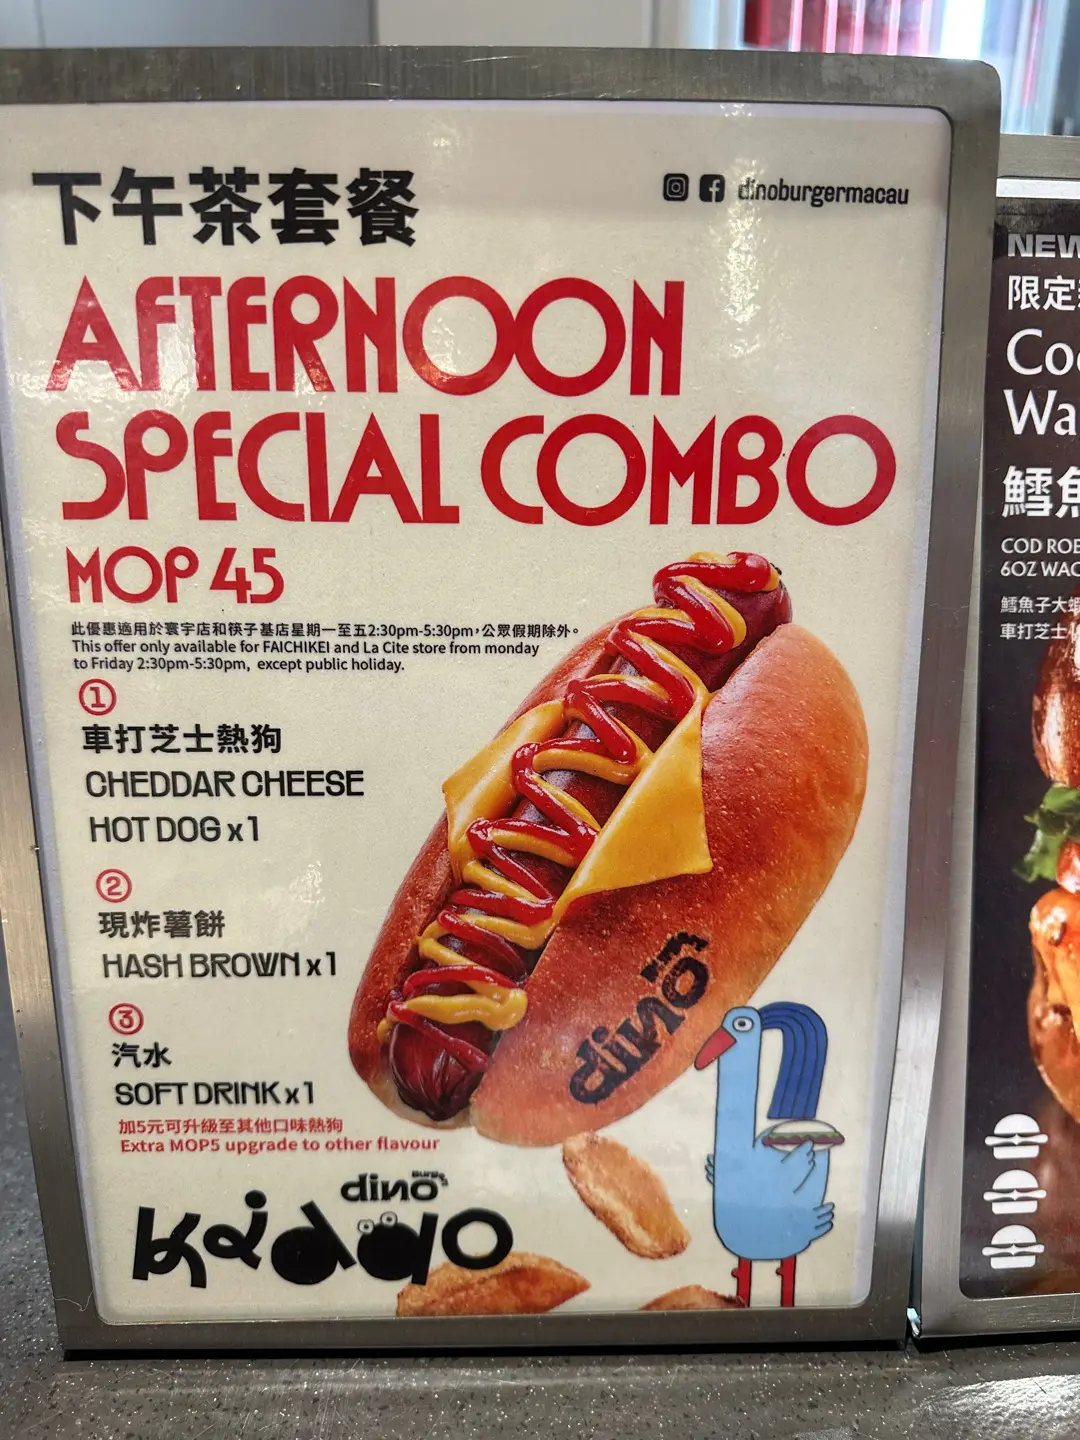 下午茶套餐
dinoburgermacau
AFTERNOON
SPECIAL COMBO
MOP 45
此優惠適用於寰宇店和筷子基店星期一至五2:30pm-5:30pm,公眾假期除外。
This offer only available for FAICHIKEI and La Cite store from monday
to Friday 2:30pm-5:30pm, except public holiday.
①
車打芝士熱狗
CHEDDAR CHEESE
HOT DOG x 1
②
現炸薯餅
HASH BROWN x 1
③
汽水
SOFT DRINK x 1
加5元可升級至其他口味熱狗
Extra MOP5 upgrade to other flavour
dino
Burger
kiddo
Burger
dino
NEW
限定
Co
Wa
鱈魚
COD ROE
6OZ WAG
鱈魚子大蝦
車打芝士